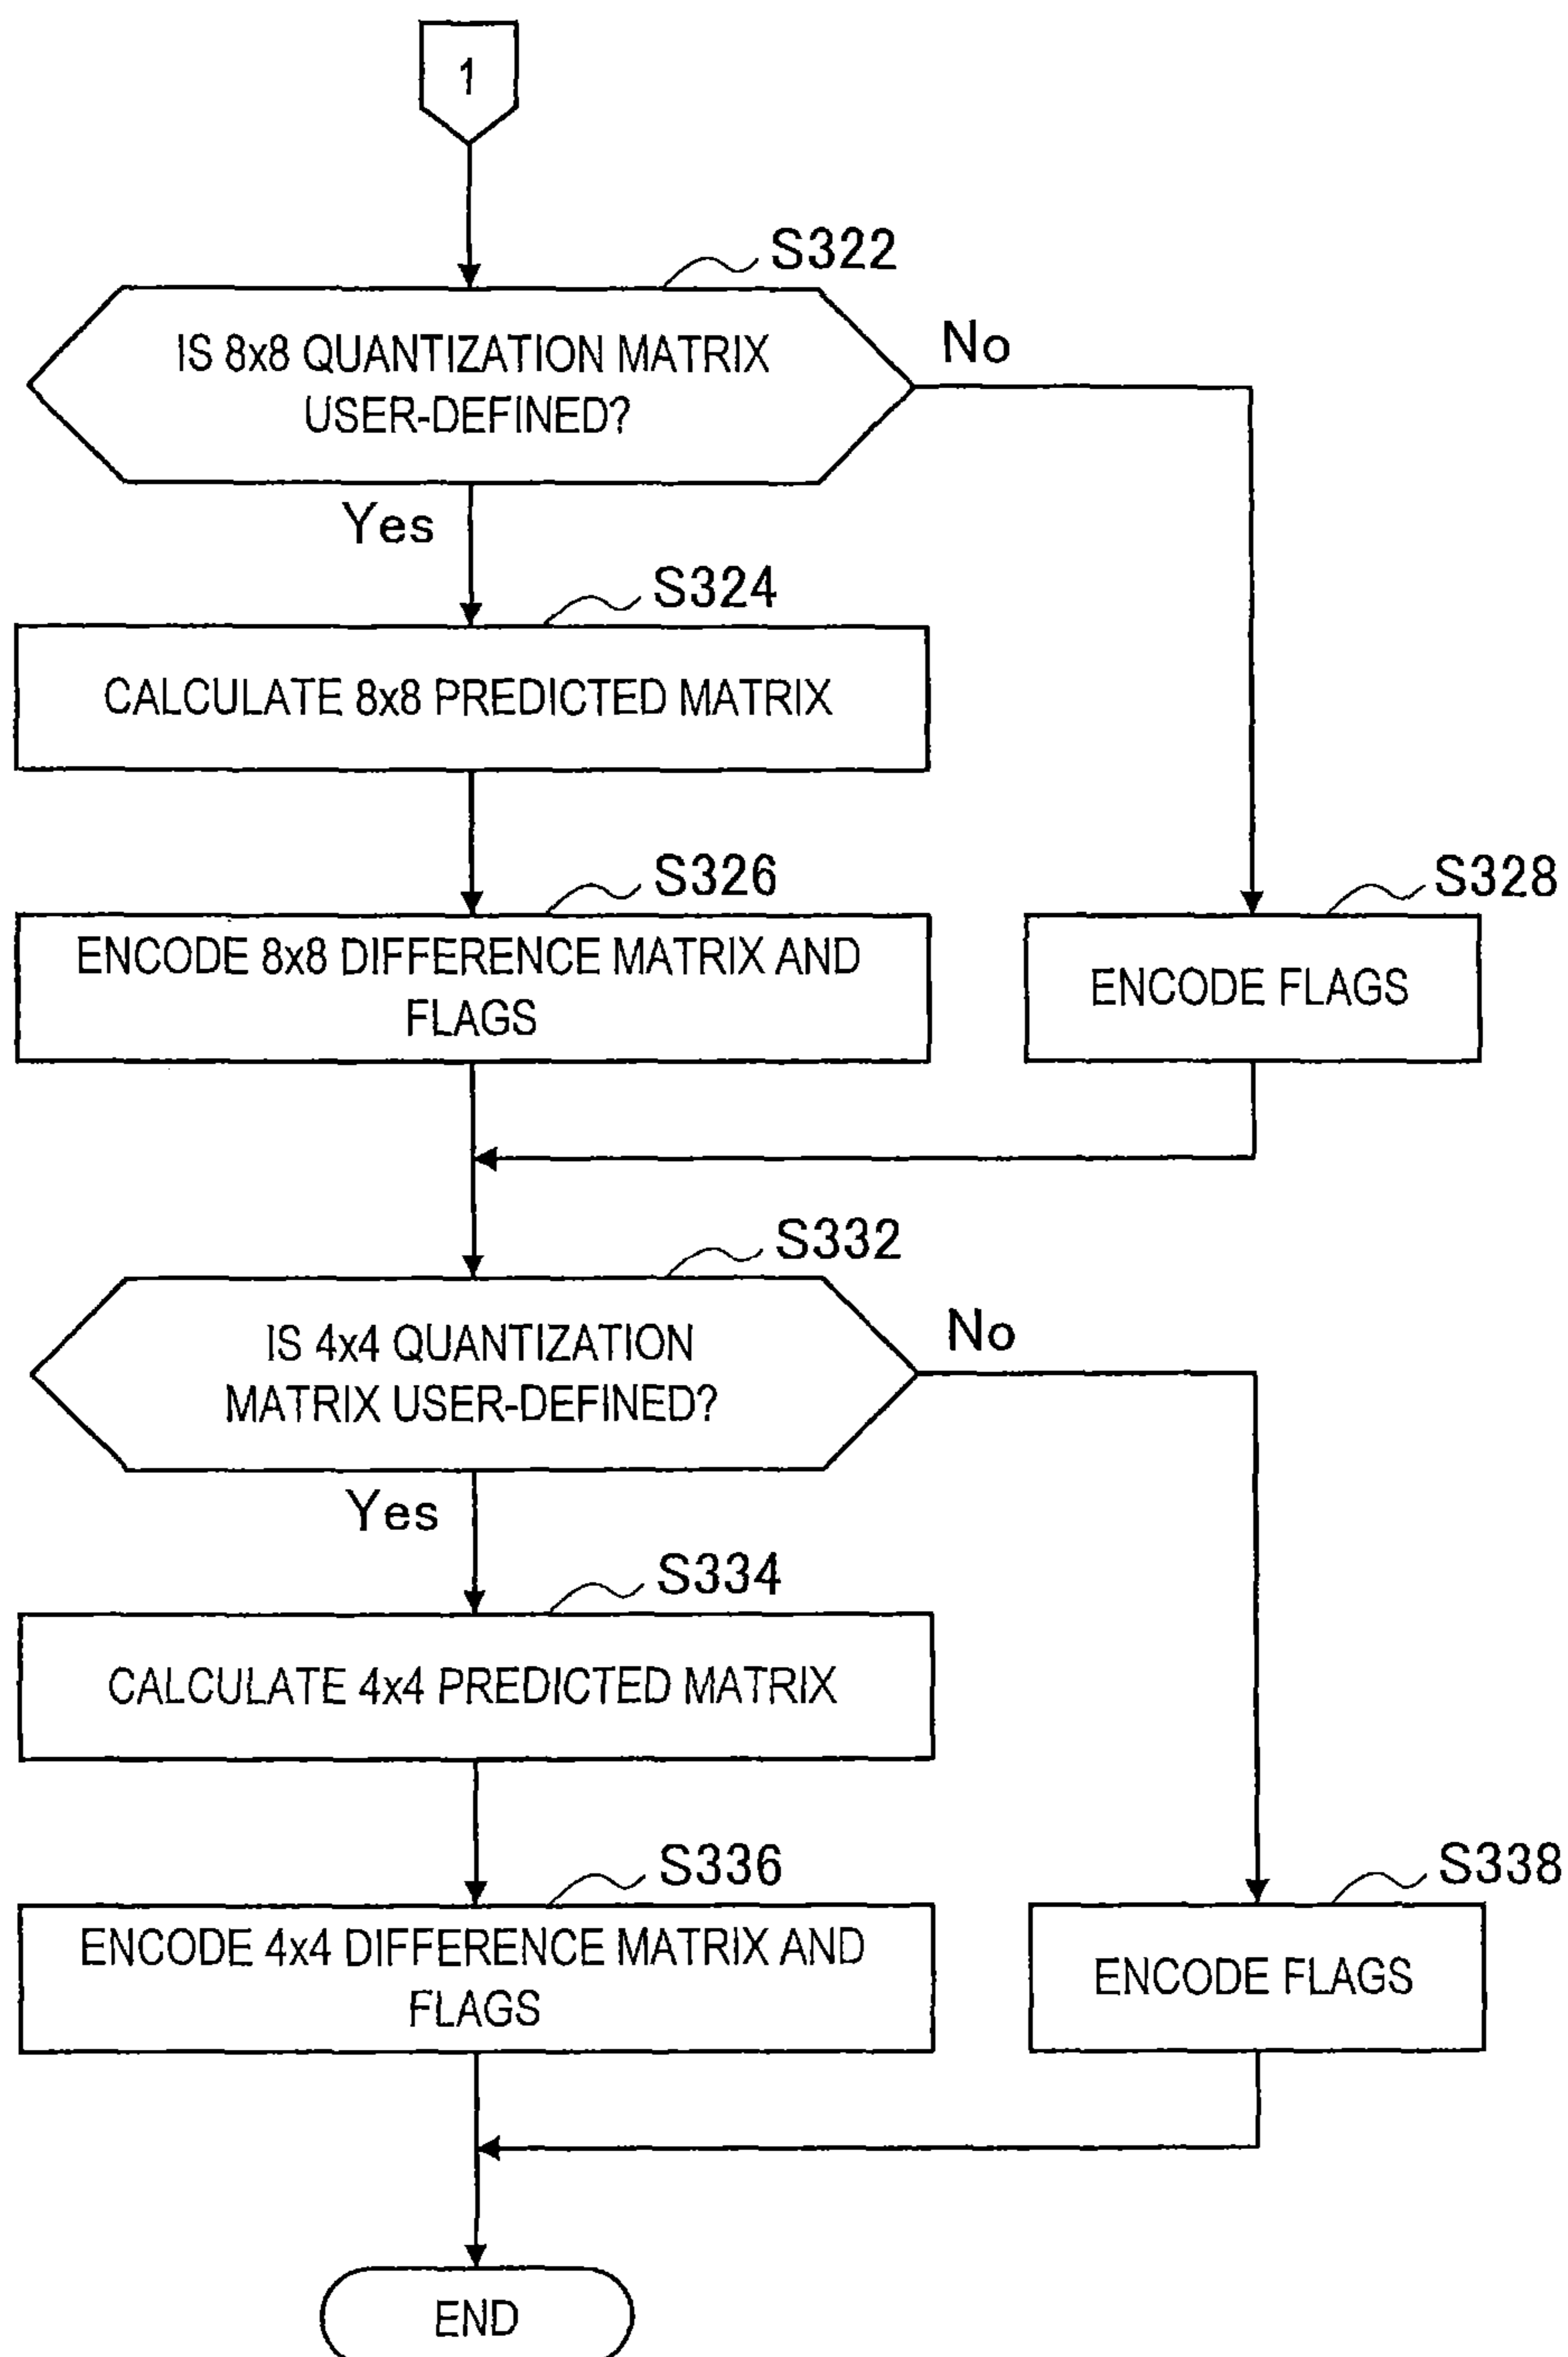 1
S322
IS 8x8 QUANTIZATION MATRIX
USER-DEFINED?
No
Yes
S324
CALCULATE 8x8 PREDICTED MATRIX
S326
S328
ENCODE 8x8 DIFFERENCE MATRIX AND
FLAGS
ENCODE FLAGS
S332
IS 4x4 QUANTIZATION
MATRIX USER-DEFINED?
No
Yes
S334
CALCULATE 4x4 PREDICTED MATRIX
S336
S338
ENCODE 4x4 DIFFERENCE MATRIX AND
FLAGS
ENCODE FLAGS
END